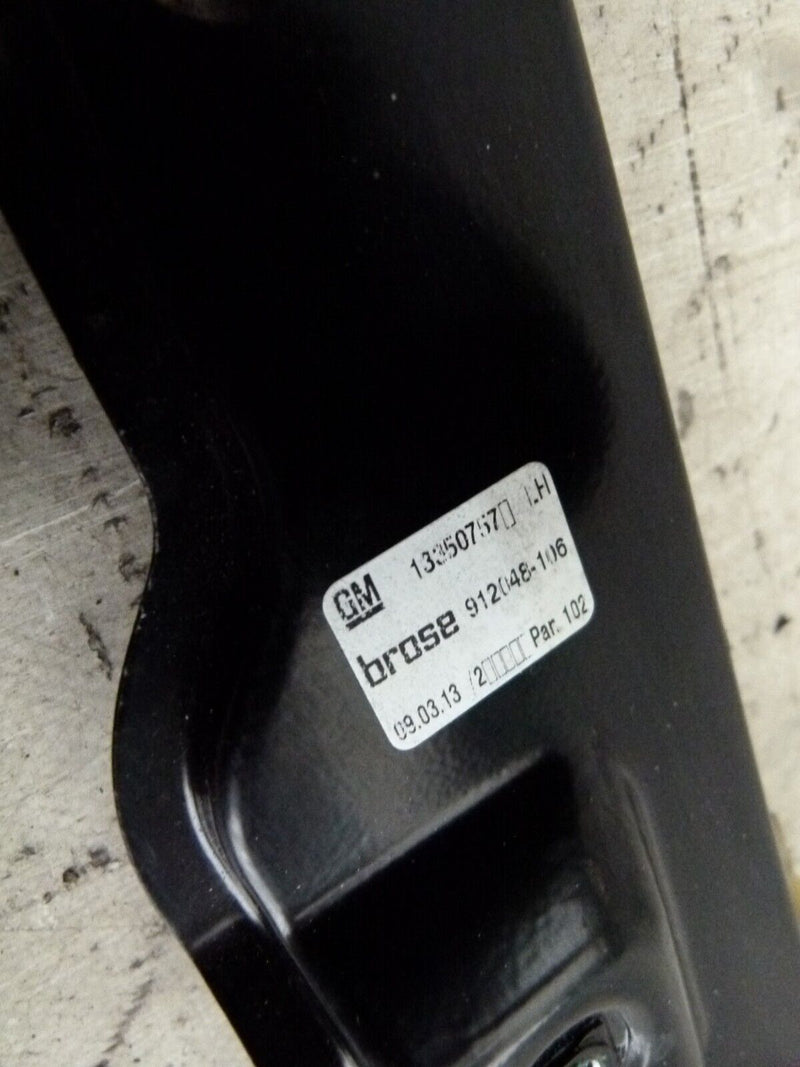 GM 13350757▯ LH
brose 912048-106
09.03.13 /2▯▯▯▯ Par. 102